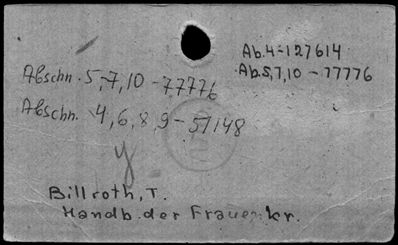 Ab.4-127614
Ab.5,7,10 - 77776
Abschn. 5,7,10 - 77776
Abschn. 4,6,8,9 - 57148
y
Billroth, T.
Handb. der Frauenkr.